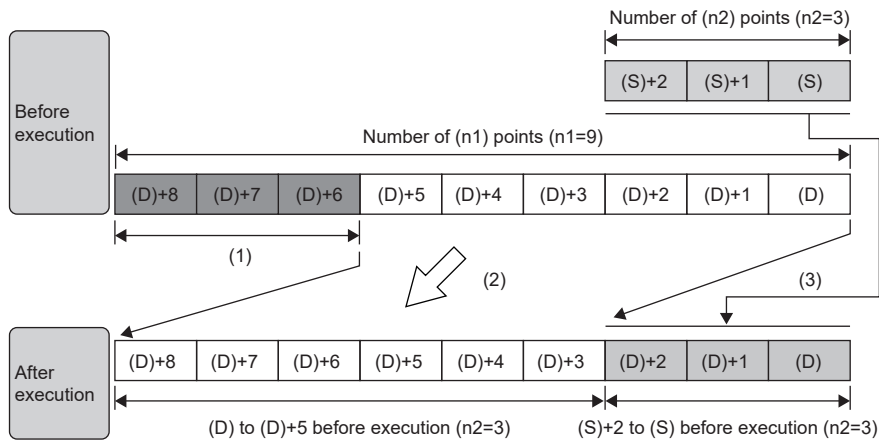 Number of (n2) points (n2=3)
(S)+2 (S)+1 (S)
Before
execution
Number of (n1) points (n1=9)
(D)+8 (D)+7 (D)+6 (D)+5 (D)+4 (D)+3 (D)+2 (D)+1 (D)
(1)
(2)
(3)
After
execution
(D)+8 (D)+7 (D)+6 (D)+5 (D)+4 (D)+3 (D)+2 (D)+1 (D)
(D) to (D)+5 before execution (n2=3)
(S)+2 to (S) before execution (n2=3)